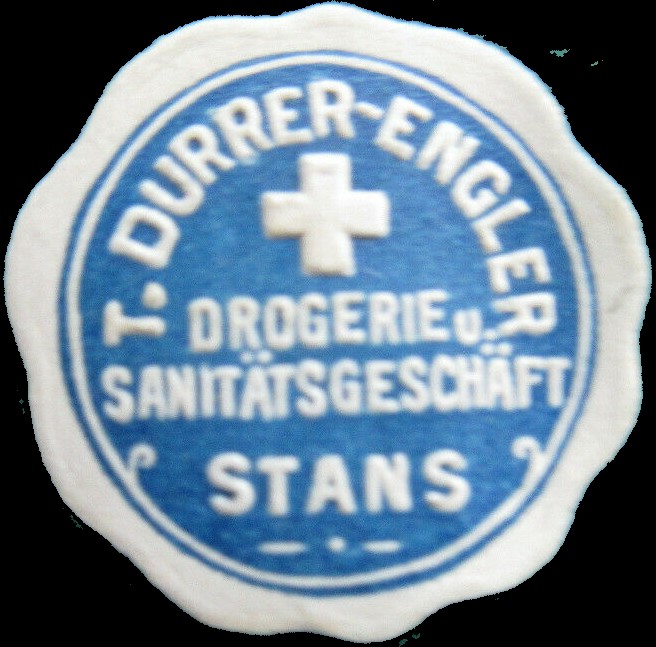 T. DURRER-ENGLER
DROGERIE u.
SANITÄTSGESCHÄFT
STANS